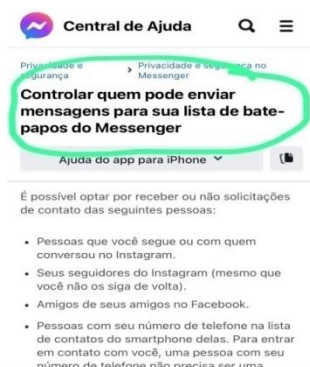 Central de Ajuda
Privacidade e segurança
Privacidade e segurança no Messenger
Controlar quem pode enviar
mensagens para sua lista de bate-
papos do Messenger
Ajuda do app para iPhone
É possível optar por receber ou não solicitações
de contato das seguintes pessoas:
• Pessoas que você segue ou com quem
conversou no Instagram.
• Seus seguidores do Instagram (mesmo que
você não os siga de volta).
• Amigos de seus amigos no Facebook.
• Pessoas com seu número de telefone na lista
de contatos do smartphone delas. Para entrar
em contato com você, uma pessoa com seu
número de telefone não precisa ser uma